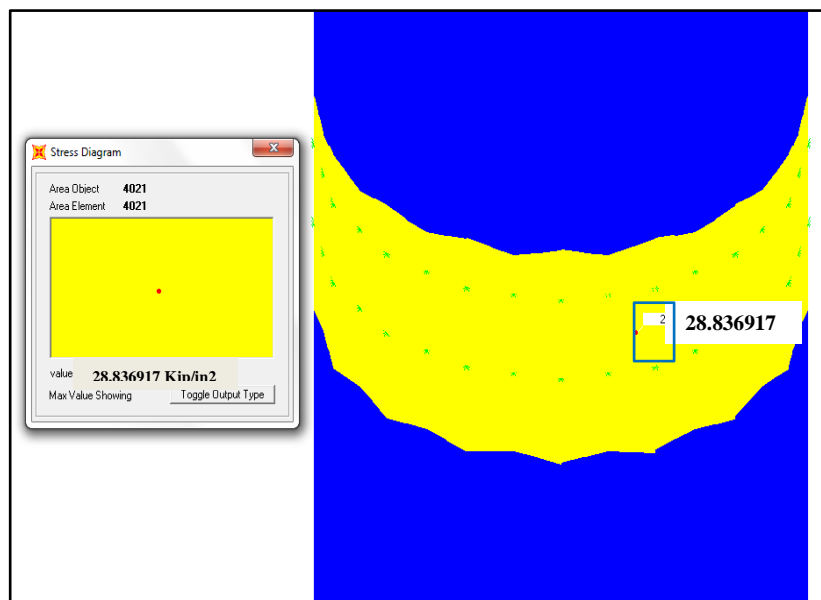 Stress Diagram
Area Object 4021
Area Element 4021
value 28.836917 Kip/in2
Max Value Showing Toggle Output Type
2 28.836917